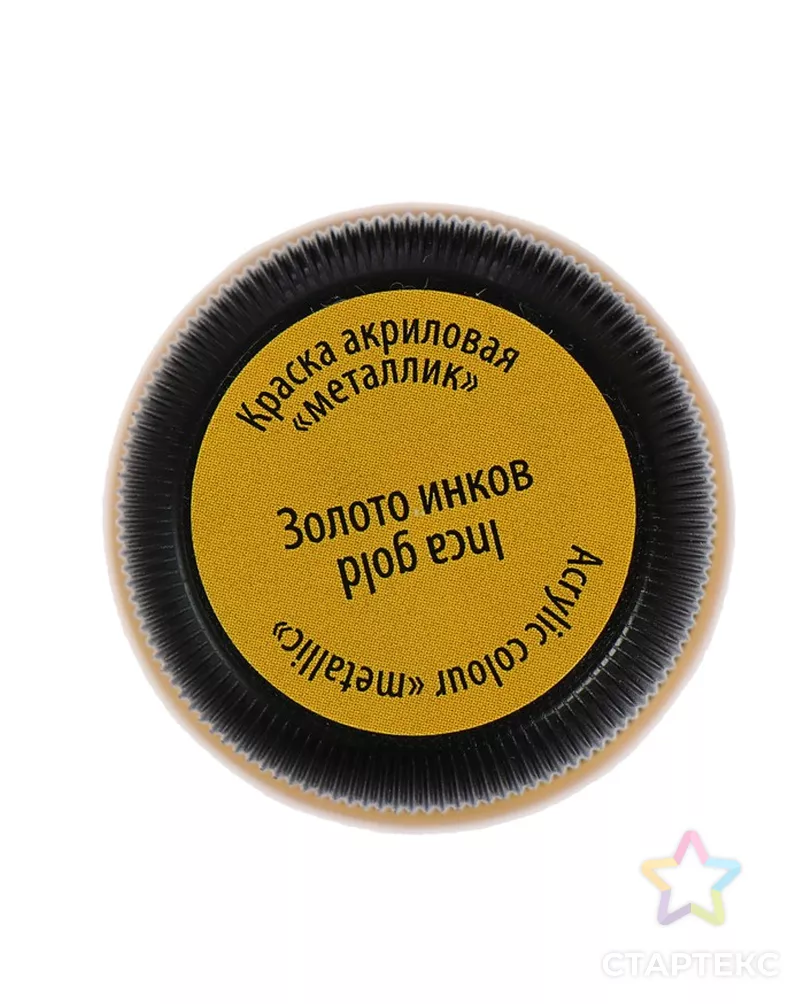 Краска акриловая
«металлик»
Золото инков
Inca gold
Acrylic colour «metallic»
СТАРТЕКС